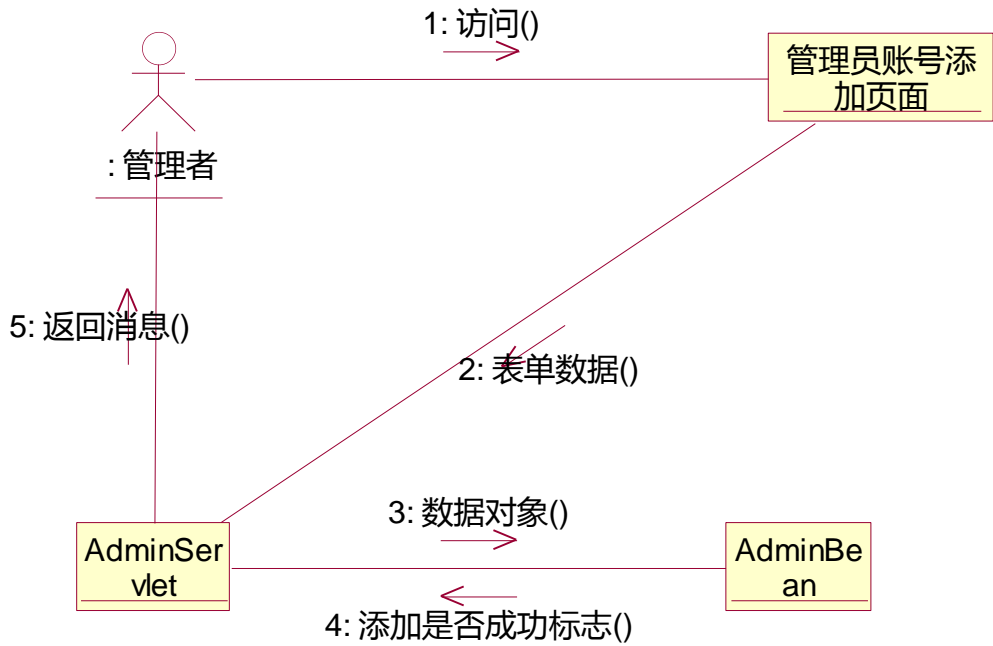 1: 访问()
管理员账号添
加页面
: 管理者
5: 返回消息()
2: 表单数据()
3: 数据对象()
AdminSer
vlet
AdminBe
an
4: 添加是否成功标志()